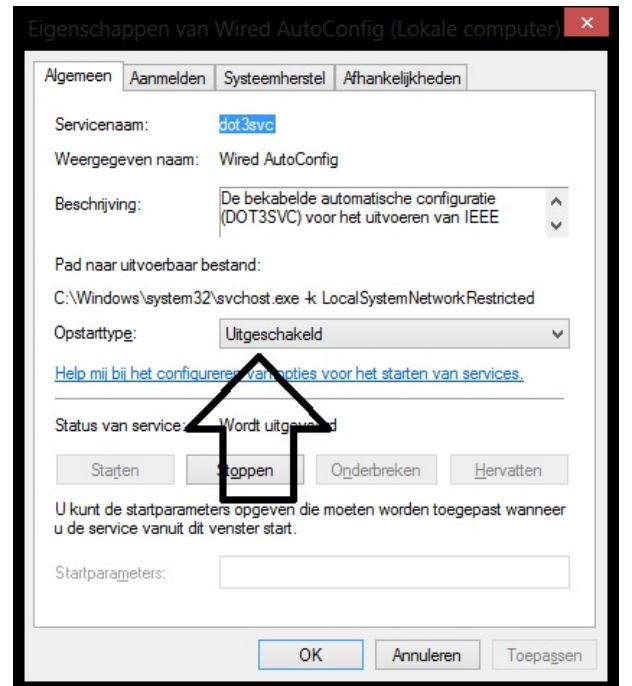 Eigenschappen van Wired AutoConfig (Lokale computer)
Algemeen Aanmelden Systeemherstel Afhankelijkheden
Servicenaam: dot3svc
Weergegeven naam: Wired AutoConfig
Beschrijving: De bekabelde automatische configuratie
(DOT3SVC) voor het uitvoeren van IEEE
Pad naar uitvoerbaar bestand:
C:\Windows\system32\svchost.exe -k LocalSystemNetworkRestricted
Opstarttype: Uitgeschakeld
Help mij bij het configureren van opties voor het starten van services.
Status van service: Wordt uitgevoerd
Starten Stoppen Onderbreken Hervatten
U kunt de startparameters opgeven die moeten worden toegepast wanneer
u de service vanuit dit venster start.
Startparameters:
OK Annuleren Toepassen